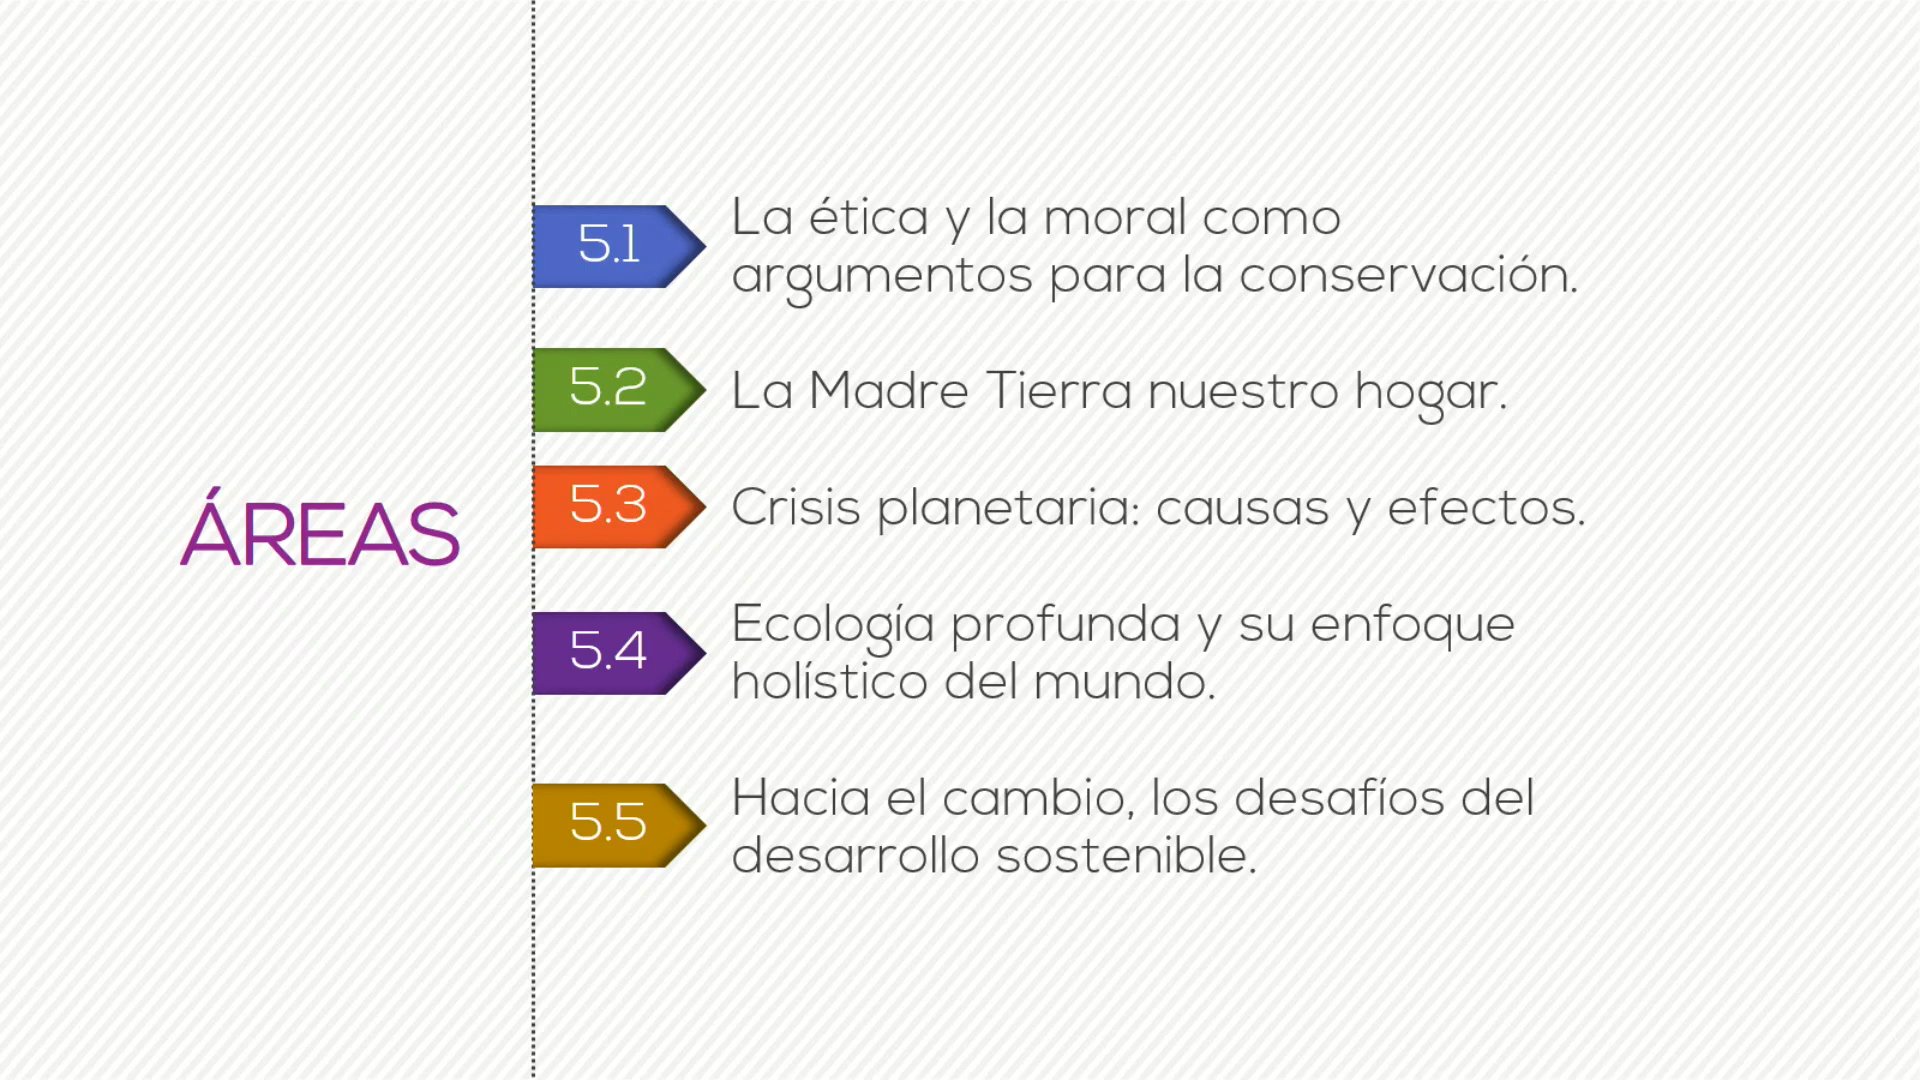 ÁREAS
5.1
La ética y la moral como
argumentos para la conservación.
5.2
La Madre Tierra nuestro hogar.
5.3
Crisis planetaria: causas y efectos.
5.4
Ecología profunda y su enfoque
holístico del mundo.
5.5
Hacia el cambio, los desafíos del
desarrollo sostenible.